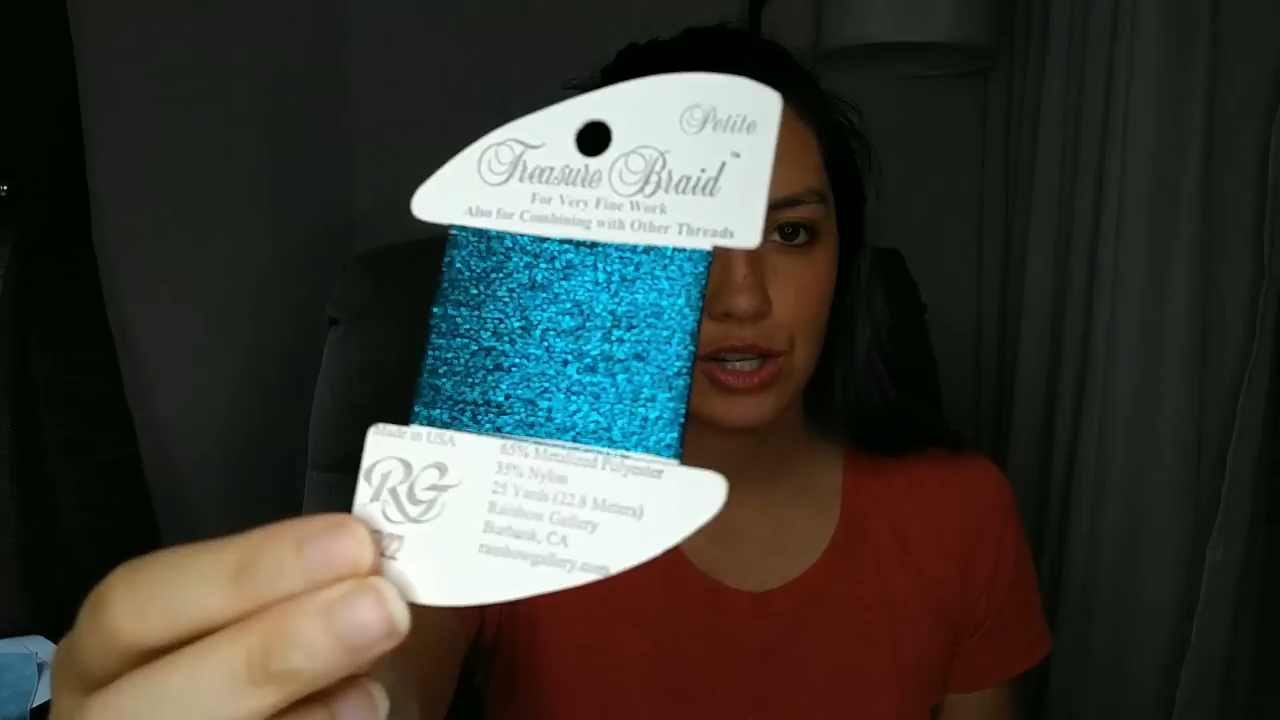 Petite
Treasure Braid™
For Very Fine Work
Also for Combining with Other Threads
Made in USA
RG
65% Metallized Polyester
35% Nylon
25 Yards (22.8 Meters)
Rainbow Gallery
Burbank, CA
rainbowgallery.com